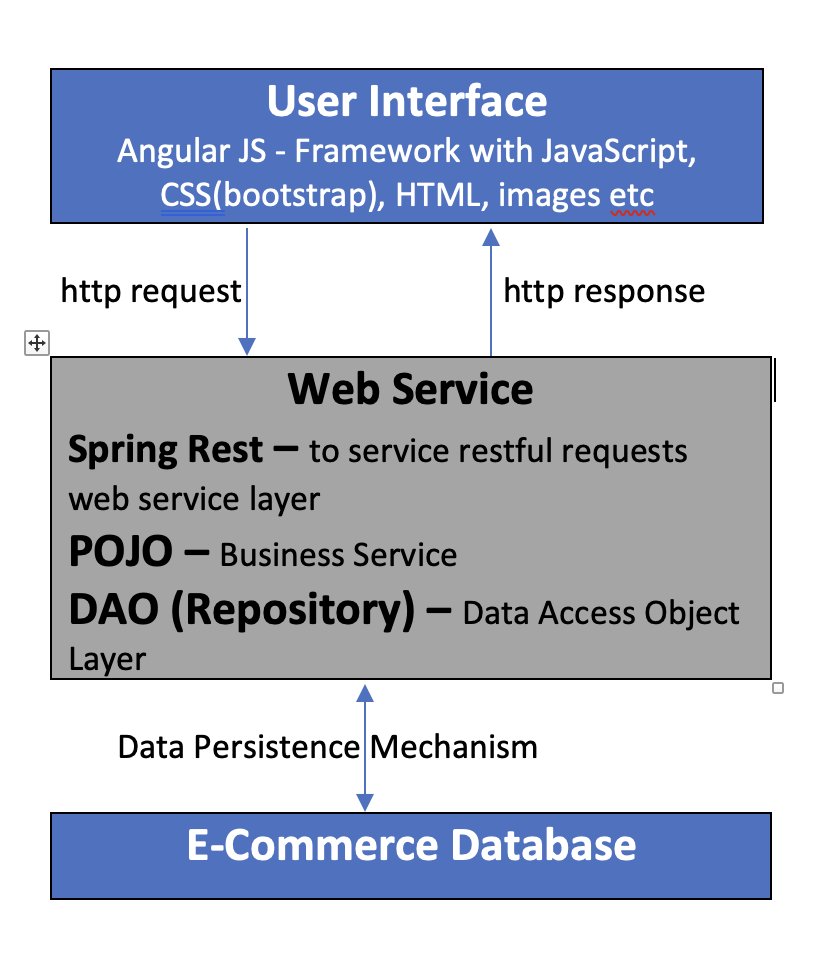 User Interface
Angular JS - Framework with JavaScript,
CSS(bootstrap), HTML, images etc
http request
http response
Web Service
Spring Rest – to service restful requests
web service layer
POJO – Business Service
DAO (Repository) – Data Access Object
Layer
Data Persistence Mechanism
E-Commerce Database